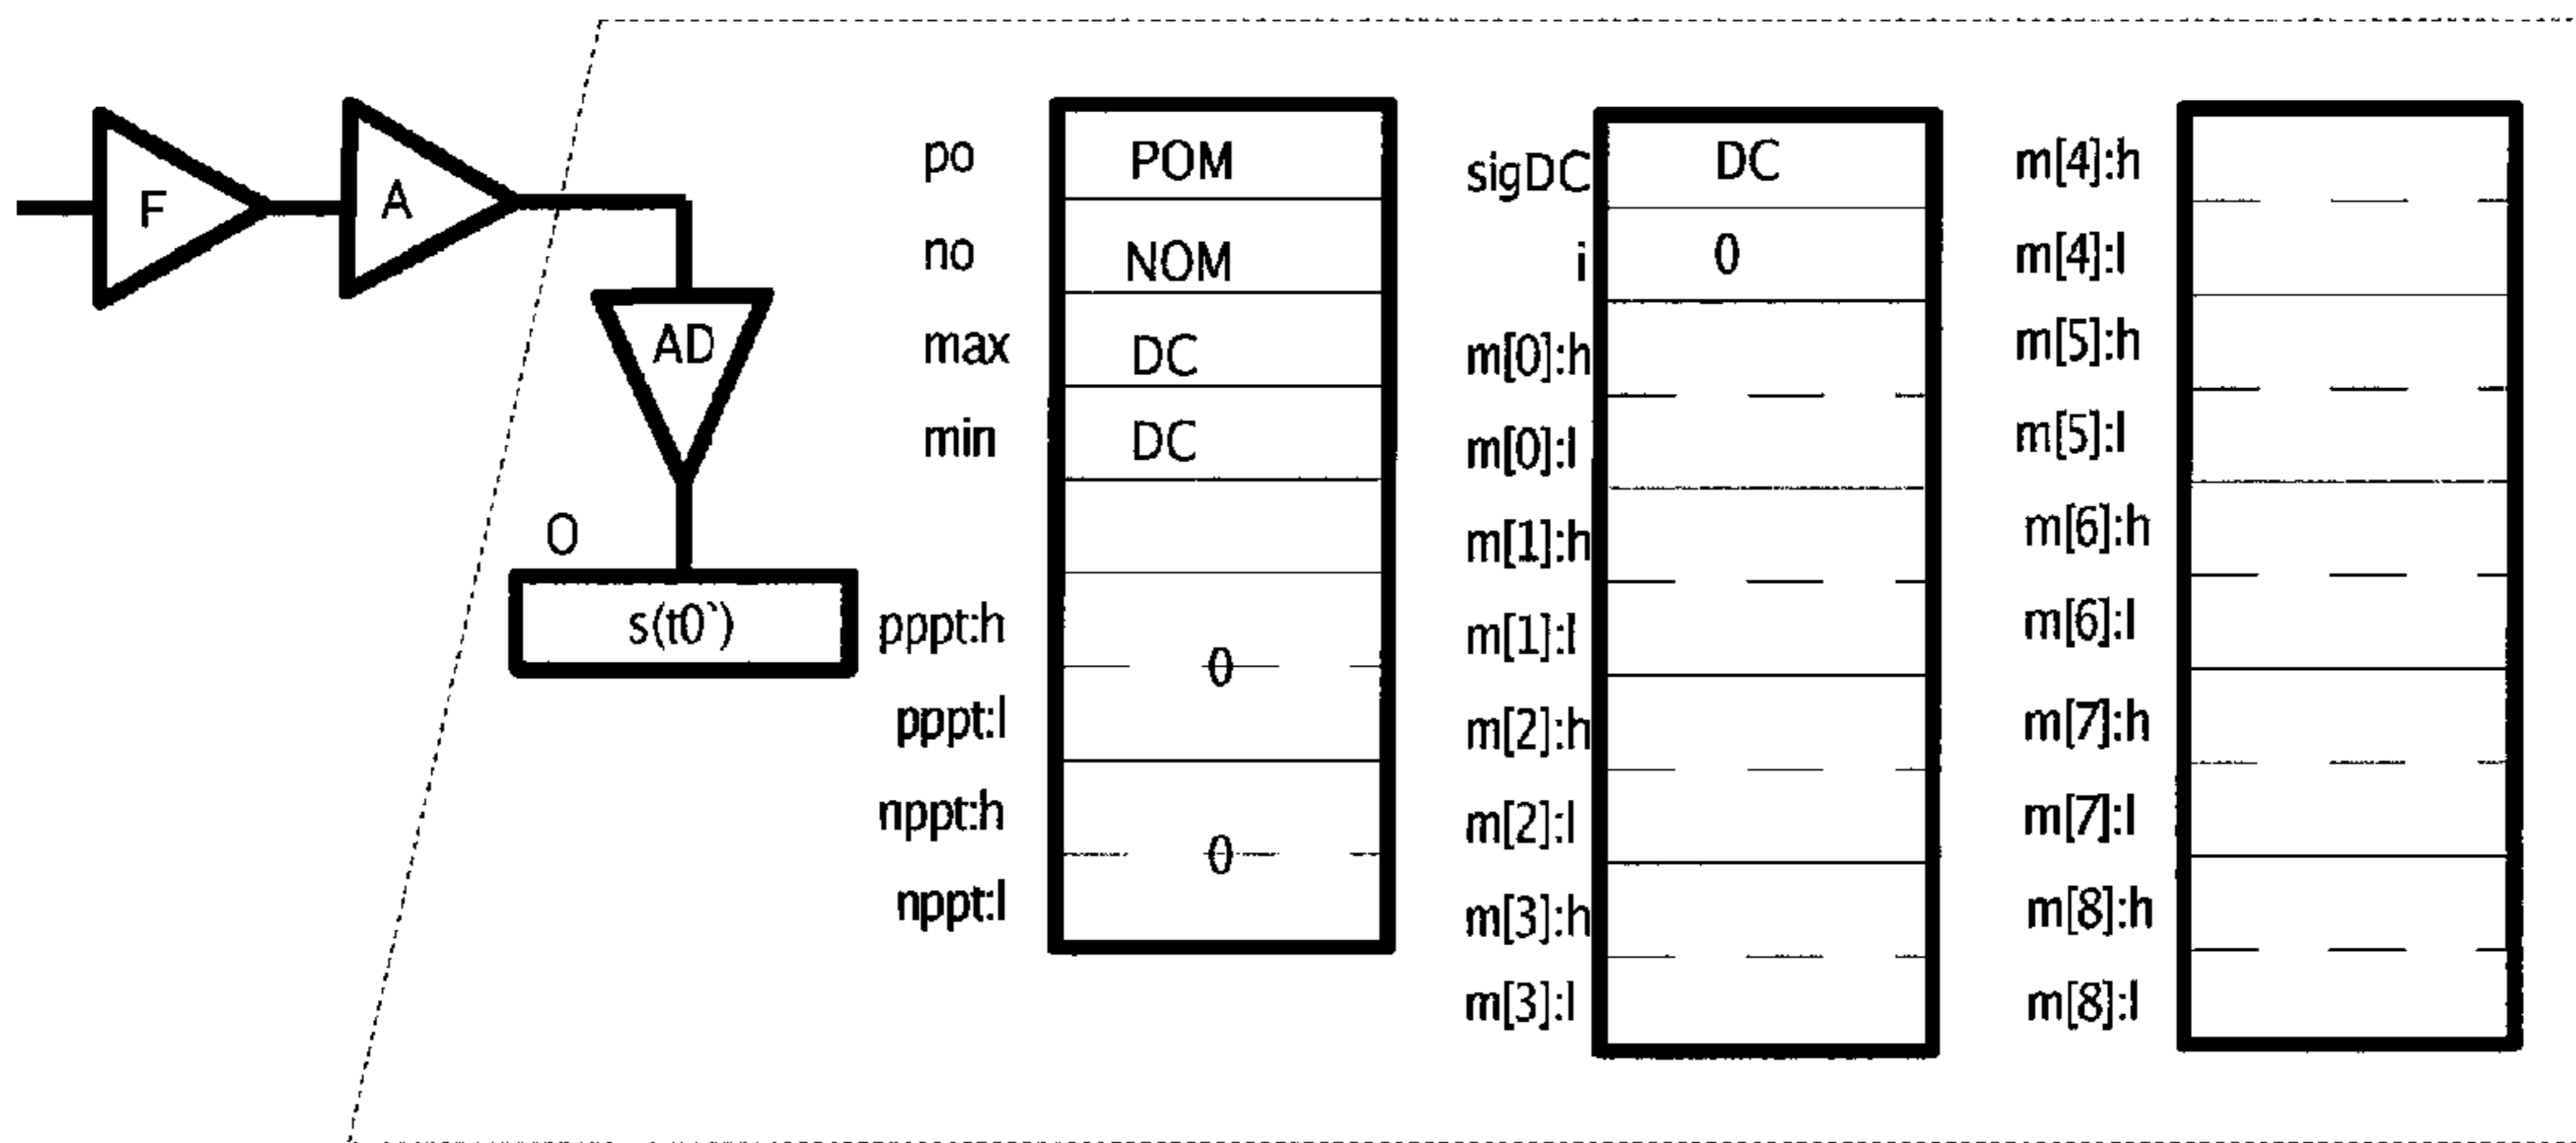 F
A
AD
O
s(t0`)
po POM
no NOM
max DC
min DC
pppt:h
0
pppt:l
nppt:h
0
nppt:l
sigDC DC
i 0
m[0]:h
m[0]:l
m[1]:h
m[1]:l
m[2]:h
m[2]:l
m[3]:h
m[3]:l
m[4]:h
m[4]:l
m[5]:h
m[5]:l
m[6]:h
m[6]:l
m[7]:h
m[7]:l
m[8]:h
m[8]:l